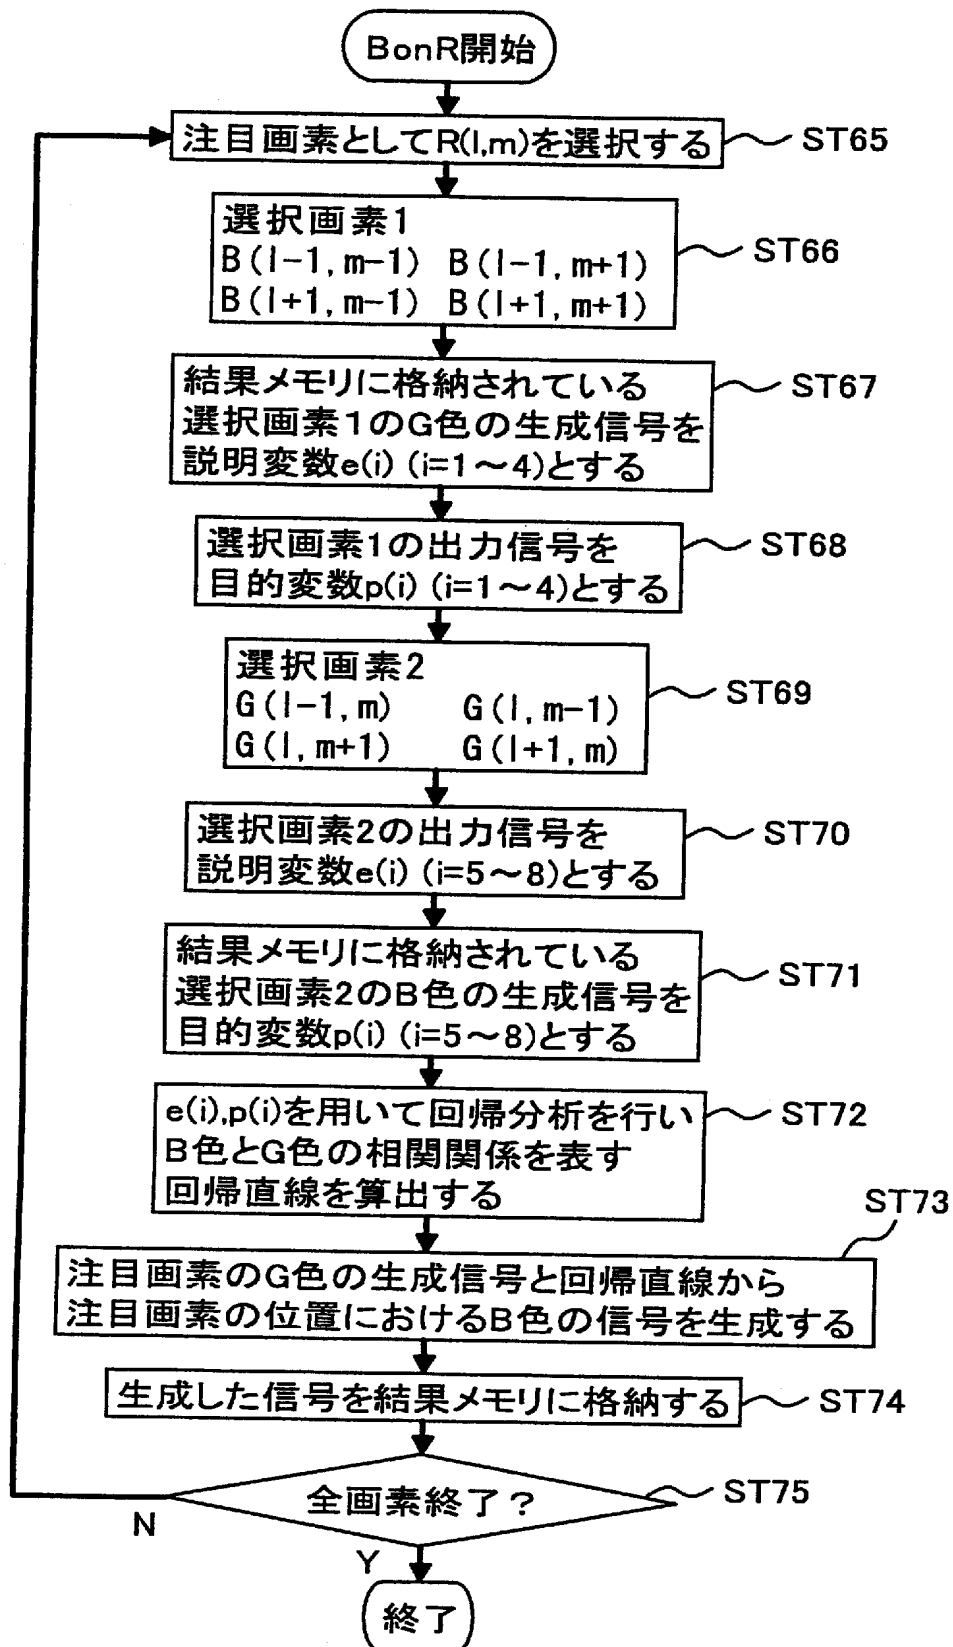 BonR開始
注目画素としてR(l,m)を選択する
ST65
選択画素1
B(l-1,m-1) B(l-1,m+1)
B(l+1,m-1) B(l+1,m+1)
ST66
結果メモリに格納されている
選択画素1のG色の生成信号を
説明変数e(i) (i=1～4)とする
ST67
選択画素1の出力信号を
目的変数p(i) (i=1～4)とする
ST68
選択画素2
G(l-1,m) G(l,m-1)
G(l,m+1) G(l+1,m)
ST69
選択画素2の出力信号を
説明変数e(i) (i=5～8)とする
ST70
結果メモリに格納されている
選択画素2のB色の生成信号を
目的変数p(i) (i=5～8)とする
ST71
e(i),p(i)を用いて回帰分析を行い
B色とG色の相関関係を表す
回帰直線を算出する
ST72
ST73
注目画素のG色の生成信号と回帰直線から
注目画素の位置におけるB色の信号を生成する
生成した信号を結果メモリに格納する
ST74
全画素終了?
ST75
N
Y
終了